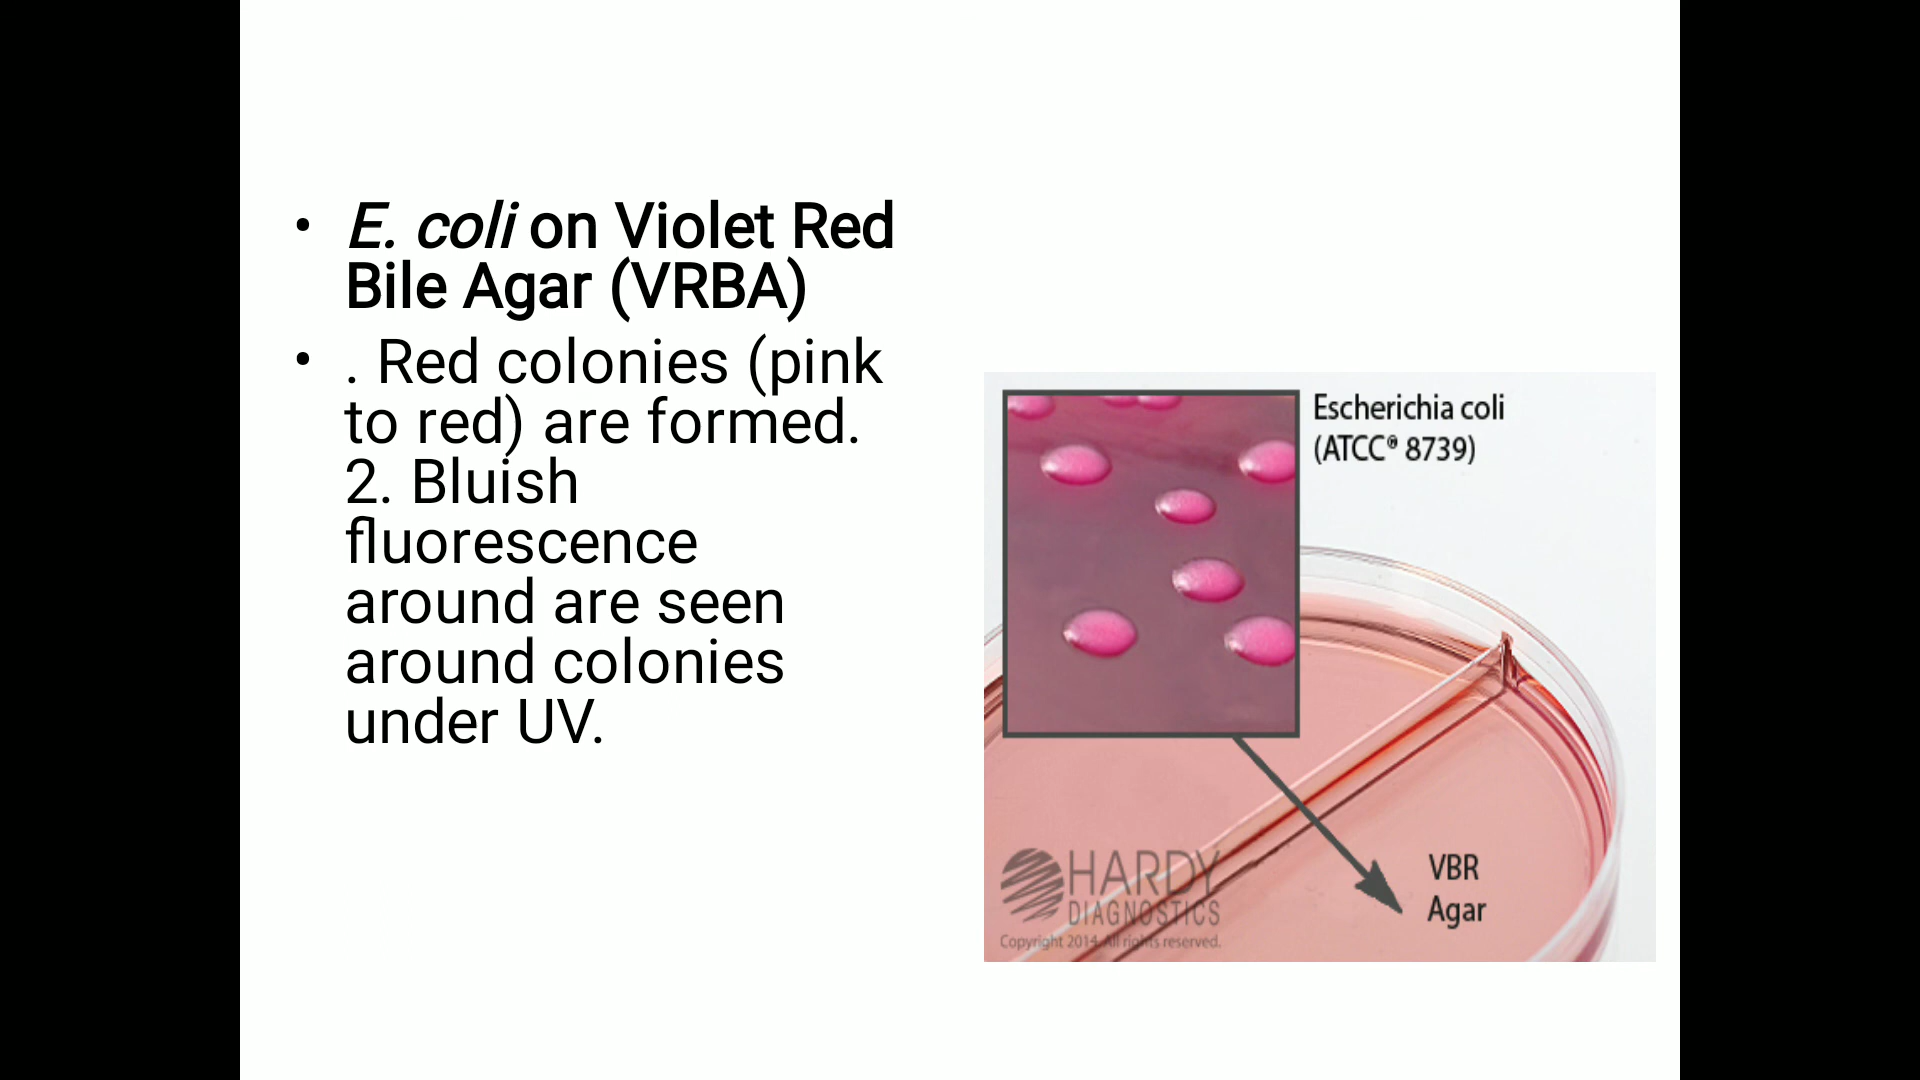 • E. coli on Violet Red
Bile Agar (VRBA)
• . Red colonies (pink
to red) are formed.
2. Bluish
fluorescence
around are seen
around colonies
under UV.
Escherichia coli
(ATCC® 8739)
VBR
Agar
HARDY
DIAGNOSTICS
Copyright 2014 All rights reserved.